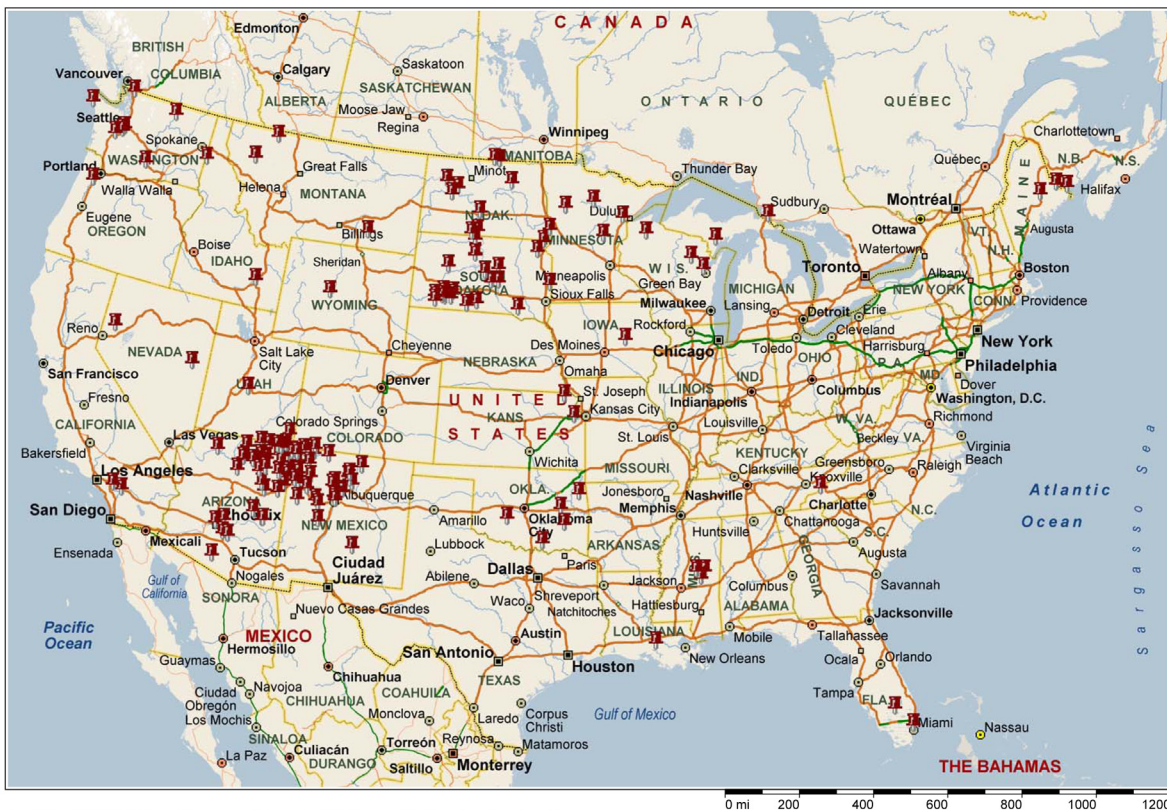 C A N A D A
Edmonton
BRITISH
COLUMBIA
Vancouver
Calgary
Saskatoon
SASKATCHEWAN
ALBERTA
Moose Jaw
Regina
O N T A R I O
QUÉBEC
Winnipeg
MANITOBA
Charlottetown
Seattle
Spokane
WASHINGTON
Portland
Walla Walla
Great Falls
Helena
MONTANA
Minot
Thunder Bay
Québec
N.B.
N.S.
MAINE
Halifax
Eugene
OREGON
Billings
N. DAK.
Dulu
MINNESOTA
Sudbury
Montréal
Ottawa
VT.
N.H.
Augusta
Boise
IDAHO
Sheridan
WYOMING
SOU
DAKOTA
Minneapolis
Sioux Falls
WIS.
Green Bay
MICHIGAN
Watertown
Toronto
Albany
NEW YORK
Boston
CONN.
Providence
Milwaukee
Lansing
Detroit
Erie
Reno
NEVADA
Salt Lake
City
UTAH
Cheyenne
NEBRASKA
IOWA
Des Moines
Omaha
Rockford
Chicago
Toledo
Cleveland
OHIO
Harrisburg
P.A.
New York
Philadelphia
San Francisco
Fresno
CALIFORNIA
Denver
Colorado Springs
COLORADO
U N I T E D
S T A T E S
KANS
St. Joseph
Kansas City
ILLINOIS
IND.
Indianapolis
Columbus
MD.
Dover
Washington, D.C.
Las Vegas
Bakersfield
Los Angeles
Wichita
MISSOURI
St. Louis
Louisville
KENTUCKY
W. VA.
Beckley
VA.
Richmond
Virginia
Beach
San Diego
Mexicali
Ensenada
ARIZONA
Phoenix
Albuquerque
NEW MEXICO
OKLA.
Oklahoma
City
Amarillo
Lubbock
Jonesboro
Memphis
Clarksville
Nashville
Greensboro
Knoxville
Raleigh
Charlotte
N.C.
Atlantic
Ocean
S a r g a s s o S e a
Tucson
Nogales
Ciudad
Juárez
ARKANSAS
Huntsville
Chattanooga
S.C.
Augusta
Paris
Dallas
Abilene
Waco
Shreveport
Natchitoches
Jackson
MISS.
Columbus
GEORGIA
Savannah
Gulf of
California
SONORA
Nuevo Casas Grandes
Hattiesburg
ALABAMA
Jacksonville
Pacific
Ocean
MEXICO
Hermosillo
Austin
LOUISIANA
Mobile
Tallahassee
San Antonio
TEXAS
Houston
New Orleans
Ocala
Orlando
Guaymas
Chihuahua
CHIHUAHUA
COAHUILA
Tampa
Ciudad
Obregón
Navojoa
Los Mochis
Monclova
Laredo
Corpus
Christi
Gulf of Mexico
FLA.
Miami
Nassau
SINALOA
Culiacán
DURANGO
Torreón
Saltillo
Reynosa
Matamoros
Monterrey
La Paz
THE BAHAMAS
0 mi 200 400 600 800 1000 1200